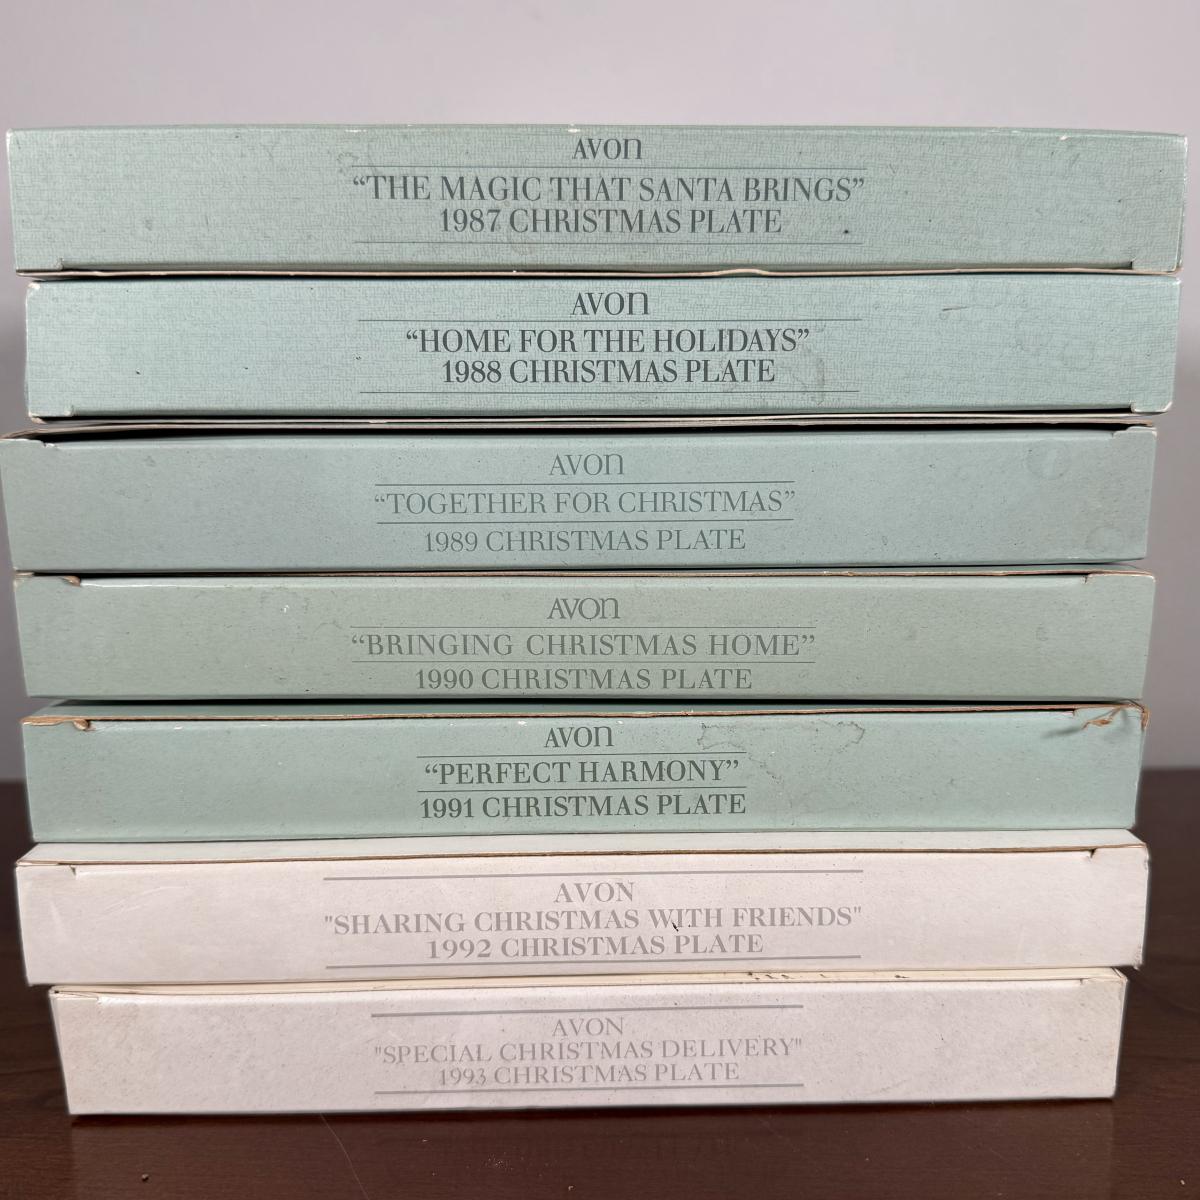 AVON
“THE MAGIC THAT SANTA BRINGS”
1987 CHRISTMAS PLATE
AVON
“HOME FOR THE HOLIDAYS”
1988 CHRISTMAS PLATE
AVON
“TOGETHER FOR CHRISTMAS”
1989 CHRISTMAS PLATE
AVON
“BRINGING CHRISTMAS HOME”
1990 CHRISTMAS PLATE
AVON
“PERFECT HARMONY”
1991 CHRISTMAS PLATE
AVON
"SHARING CHRISTMAS WITH FRIENDS"
1992 CHRISTMAS PLATE
AVON
"SPECIAL CHRISTMAS DELIVERY"
1993 CHRISTMAS PLATE